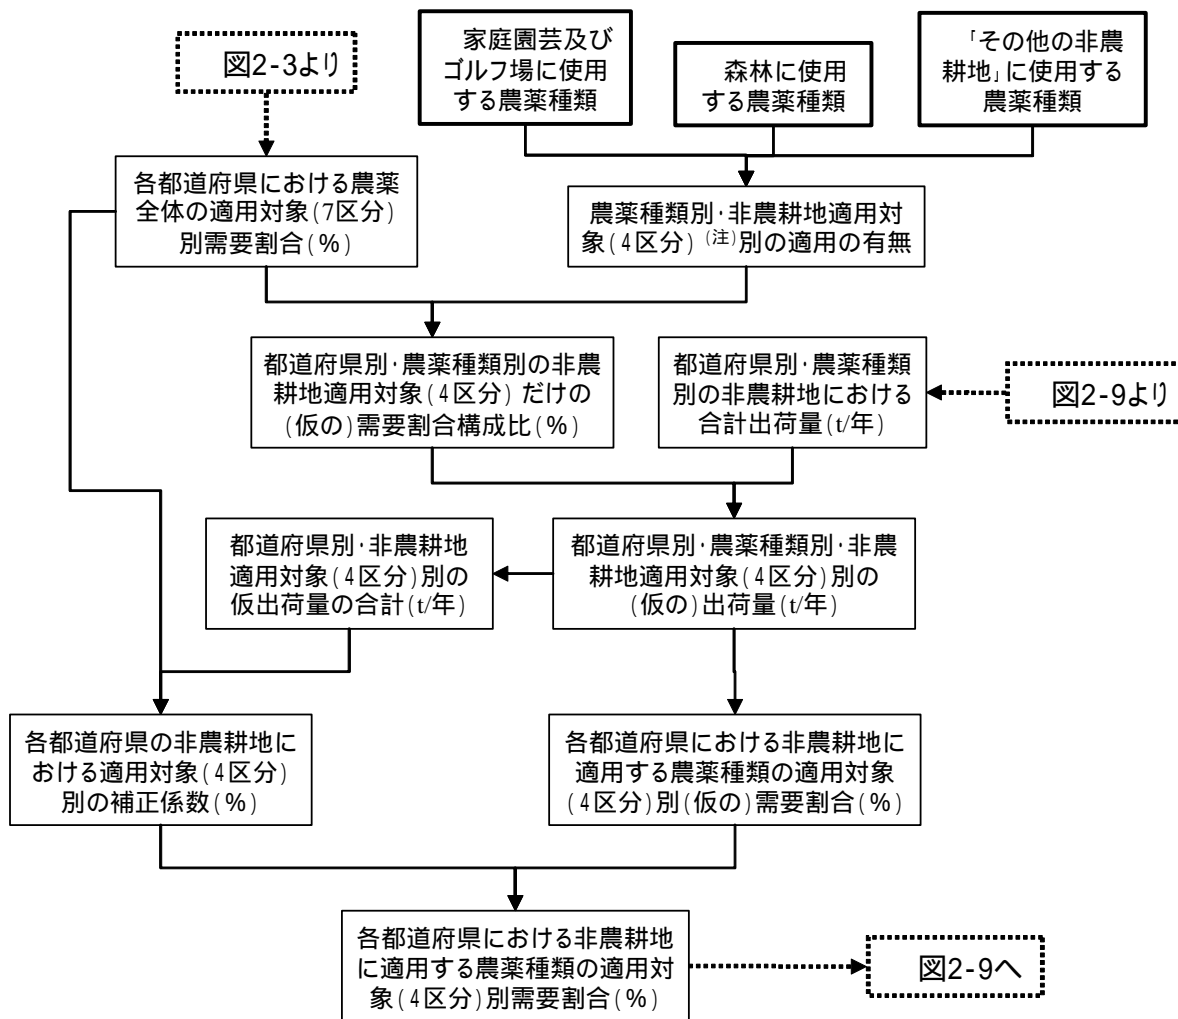 図2-3より
家庭園芸及び
ゴルフ場に使用
する農薬種類
森林に使用
する農薬種類
「その他の非農
耕地」に使用する
農薬種類
各都道府県における農薬
全体の適用対象(7区分)
別需要割合(%)
農薬種類別・非農耕地適用対
象(4区分)(注)別の適用の有無
都道府県別・農薬種類別の非農
耕地適用対象(4区分)だけの
(仮の)需要割合構成比(%)
都道府県別・農薬種類
別の非農耕地における
合計出荷量(t/年)
図2-9より
都道府県別・非農耕地
適用対象(4区分)別の
仮出荷量の合計(t/年)
都道府県別・農薬種類別・非農
耕地適用対象(4区分)別の
(仮の)出荷量(t/年)
各都道府県の非農耕地に
おける適用対象(4区分)
別の補正係数(%)
各都道府県における非農耕地に
適用する農薬種類の適用対象
(4区分)別(仮の)需要割合(%)
各都道府県における非農耕地
に適用する農薬種類の適用対
象(4区分)別需要割合(%)
図2-9へ